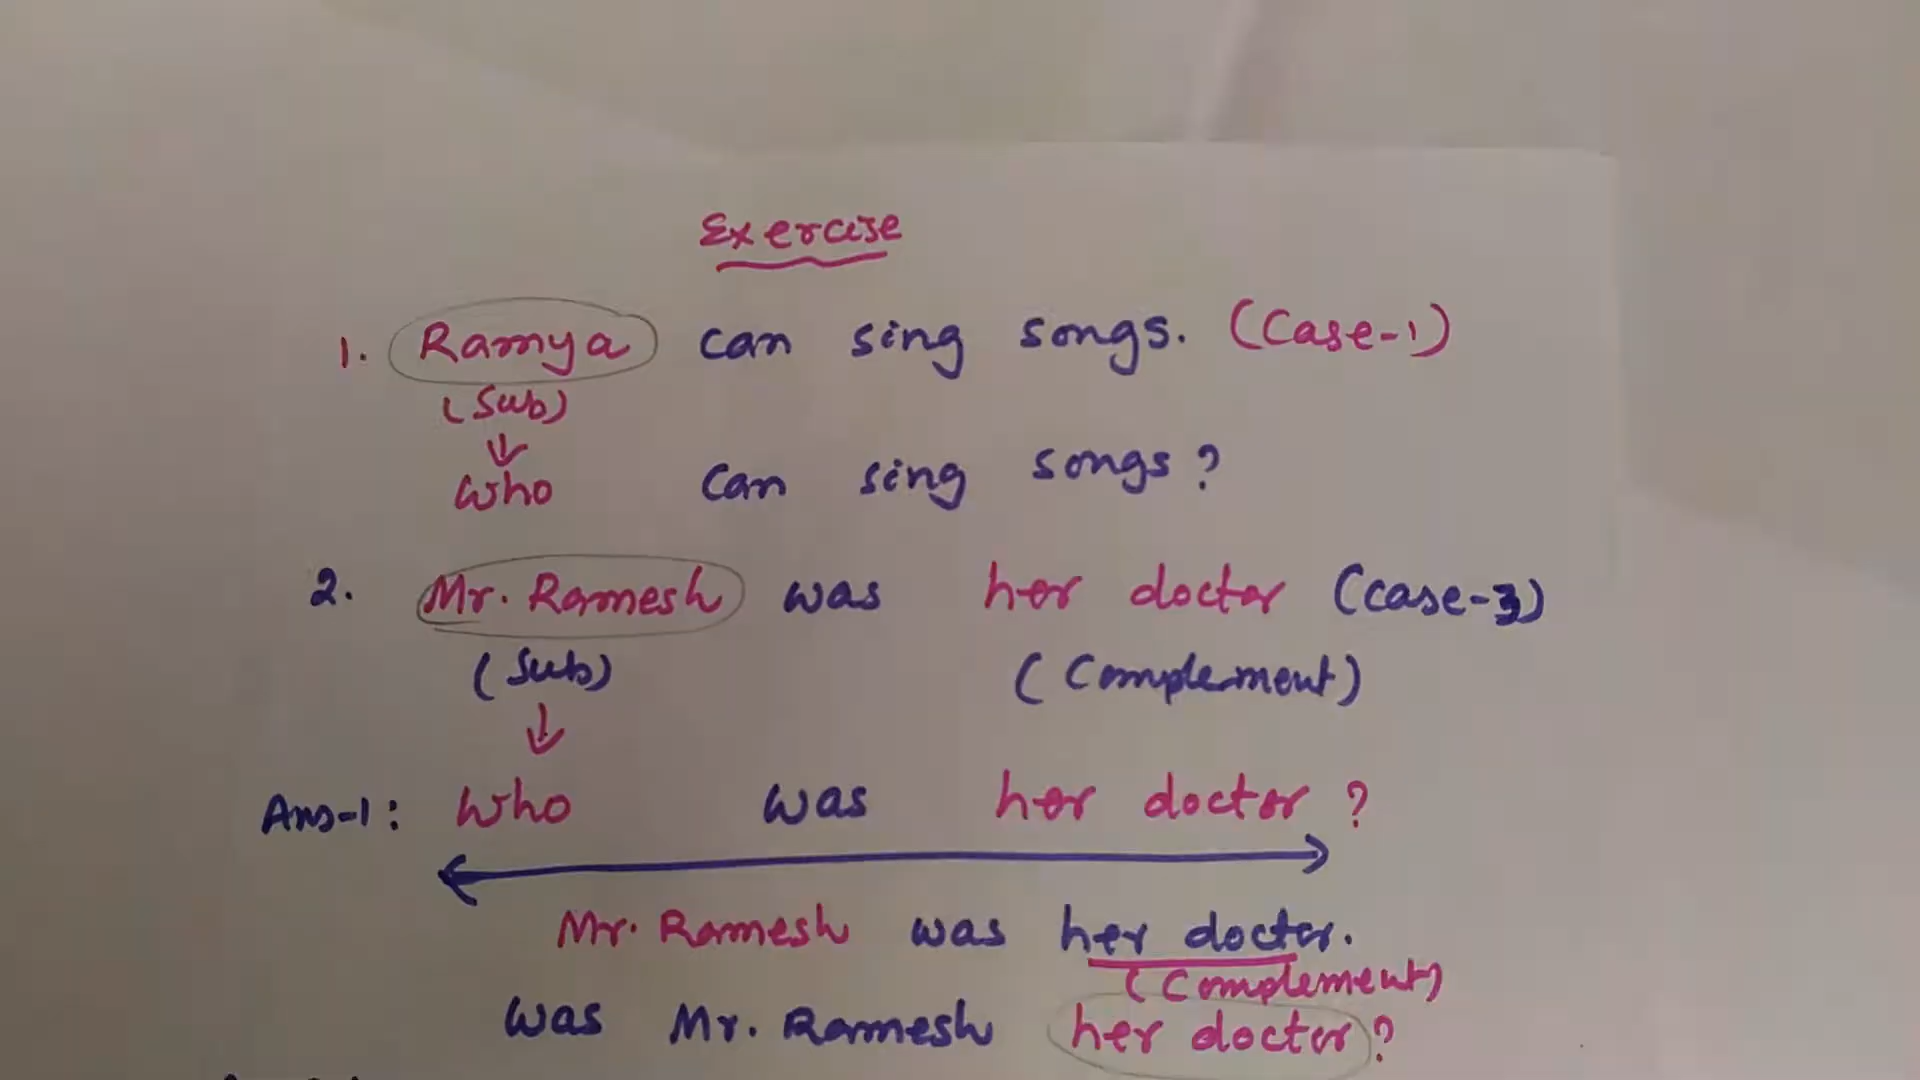 Exercise
1. Ramya can sing songs. (Case-1)
(Sub)
↓
Who can sing songs?
2. Mr. Ramesh was her doctor (case-3)
(Sub) (Complement)
↓
Ans-1: Who was her doctor?
Mr. Ramesh was her doctor.
(Complement)
Was Mr. Ramesh her doctor?